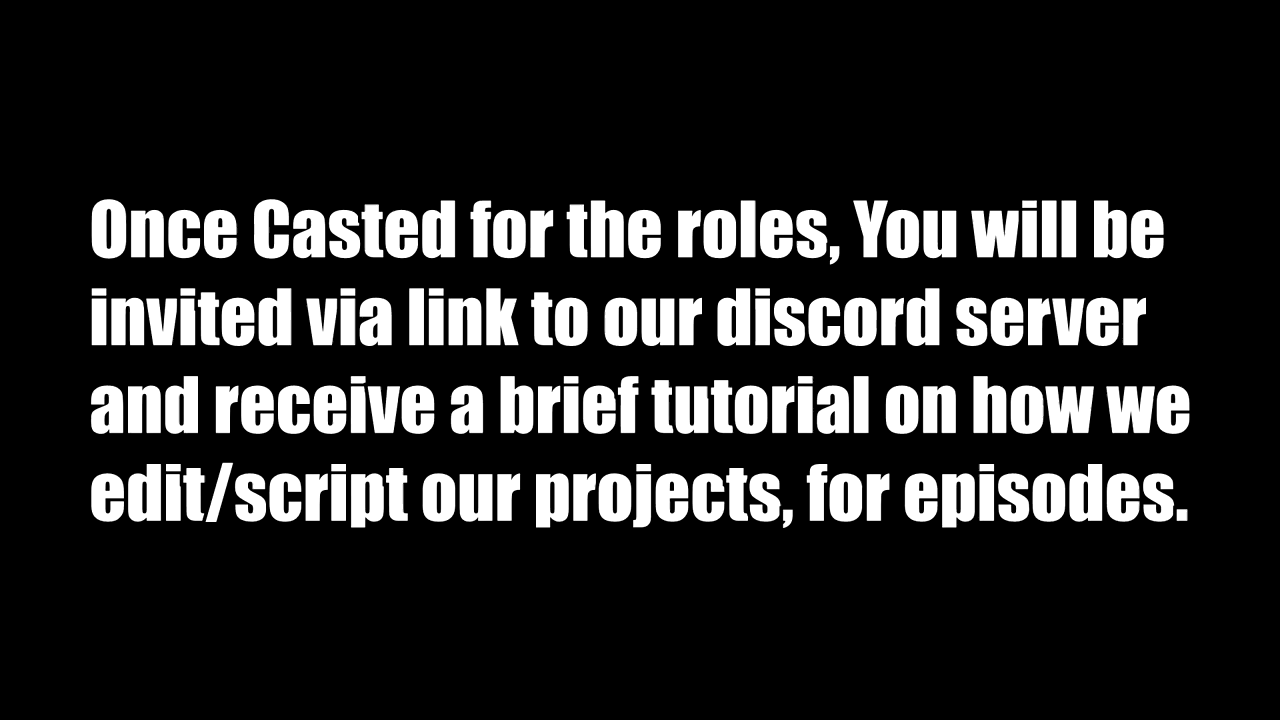 Once Casted for the roles, You will be
invited via link to our discord server
and receive a brief tutorial on how we
edit/script our projects, for episodes.